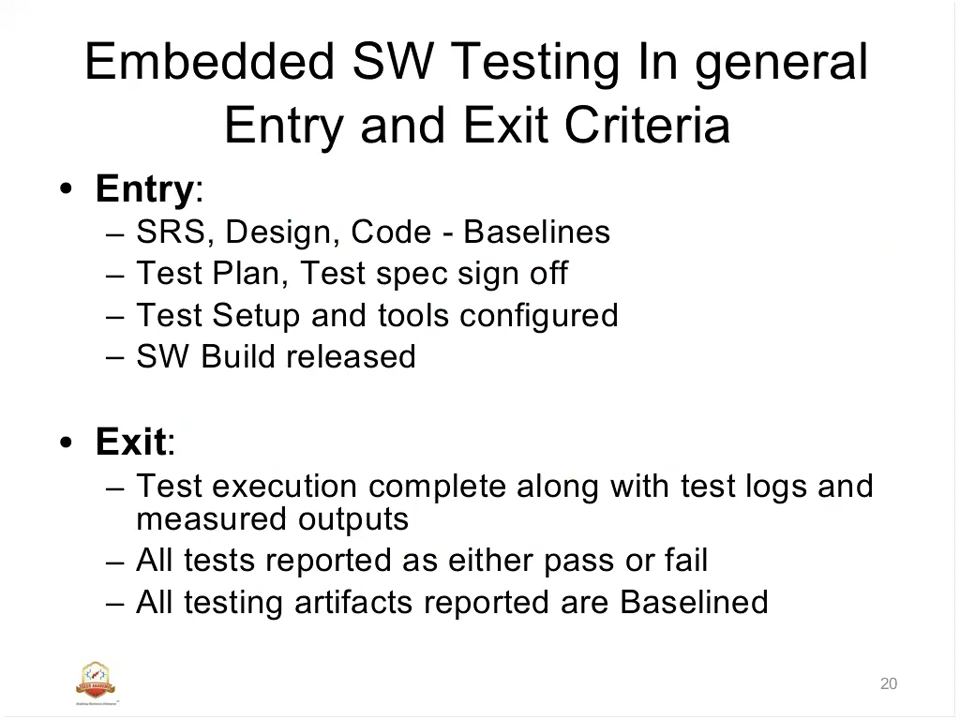 Embedded SW Testing In general
Entry and Exit Criteria
• Entry:
– SRS, Design, Code - Baselines
– Test Plan, Test spec sign off
– Test Setup and tools configured
– SW Build released
• Exit:
– Test execution complete along with test logs and
measured outputs
– All tests reported as either pass or fail
– All testing artifacts reported are Baselined
20